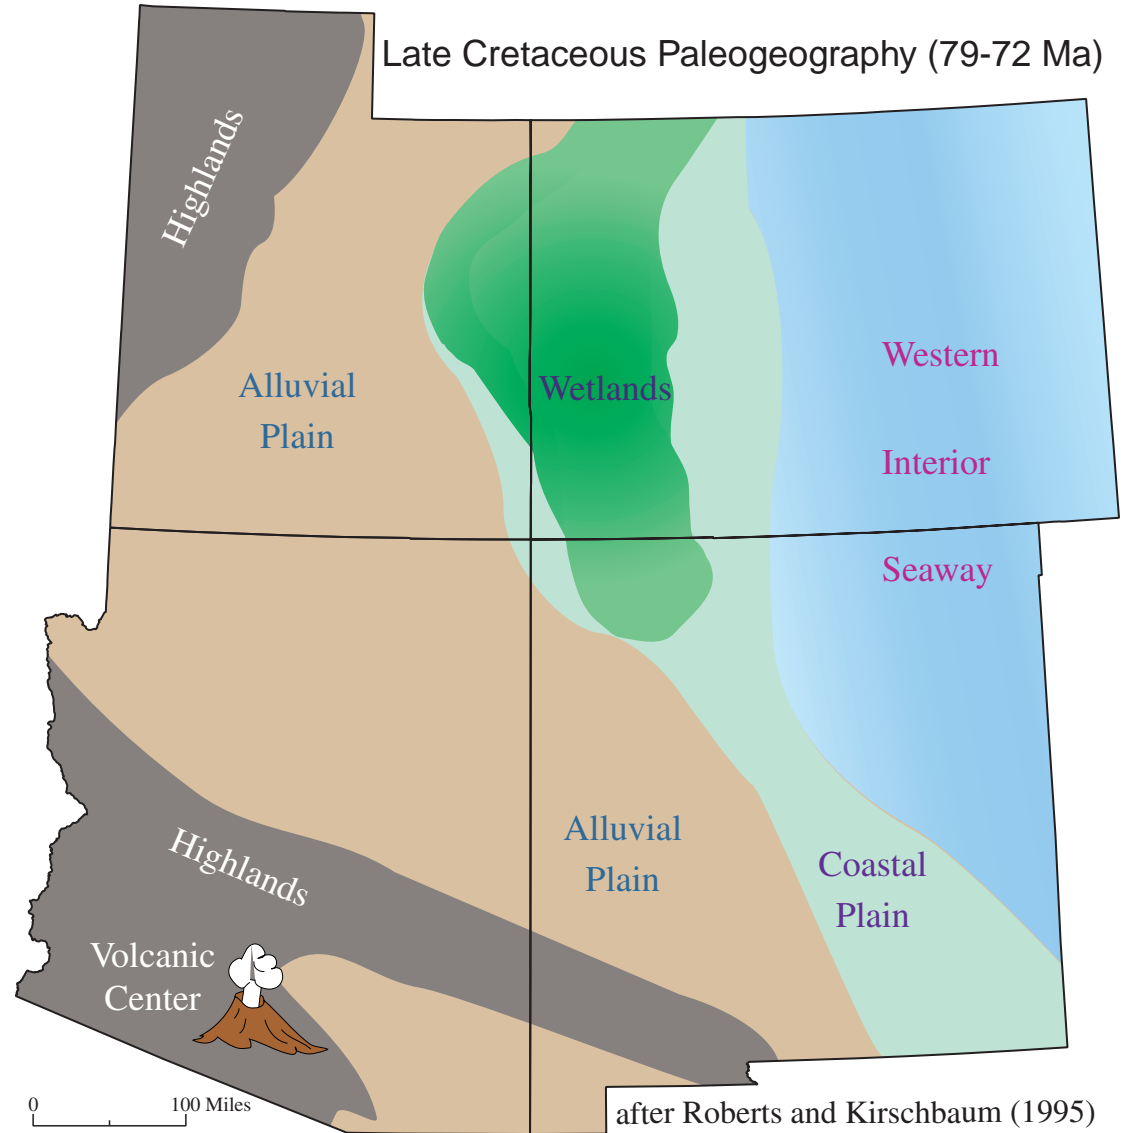 Late Cretaceous Paleogeography (79-72 Ma)
Highlands
Western
Alluvial
Plain
Wetlands
Interior
Seaway
Highlands
Alluvial
Plain
Coastal
Plain
Volcanic
Center
0
100 Miles
after Roberts and Kirschbaum (1995)